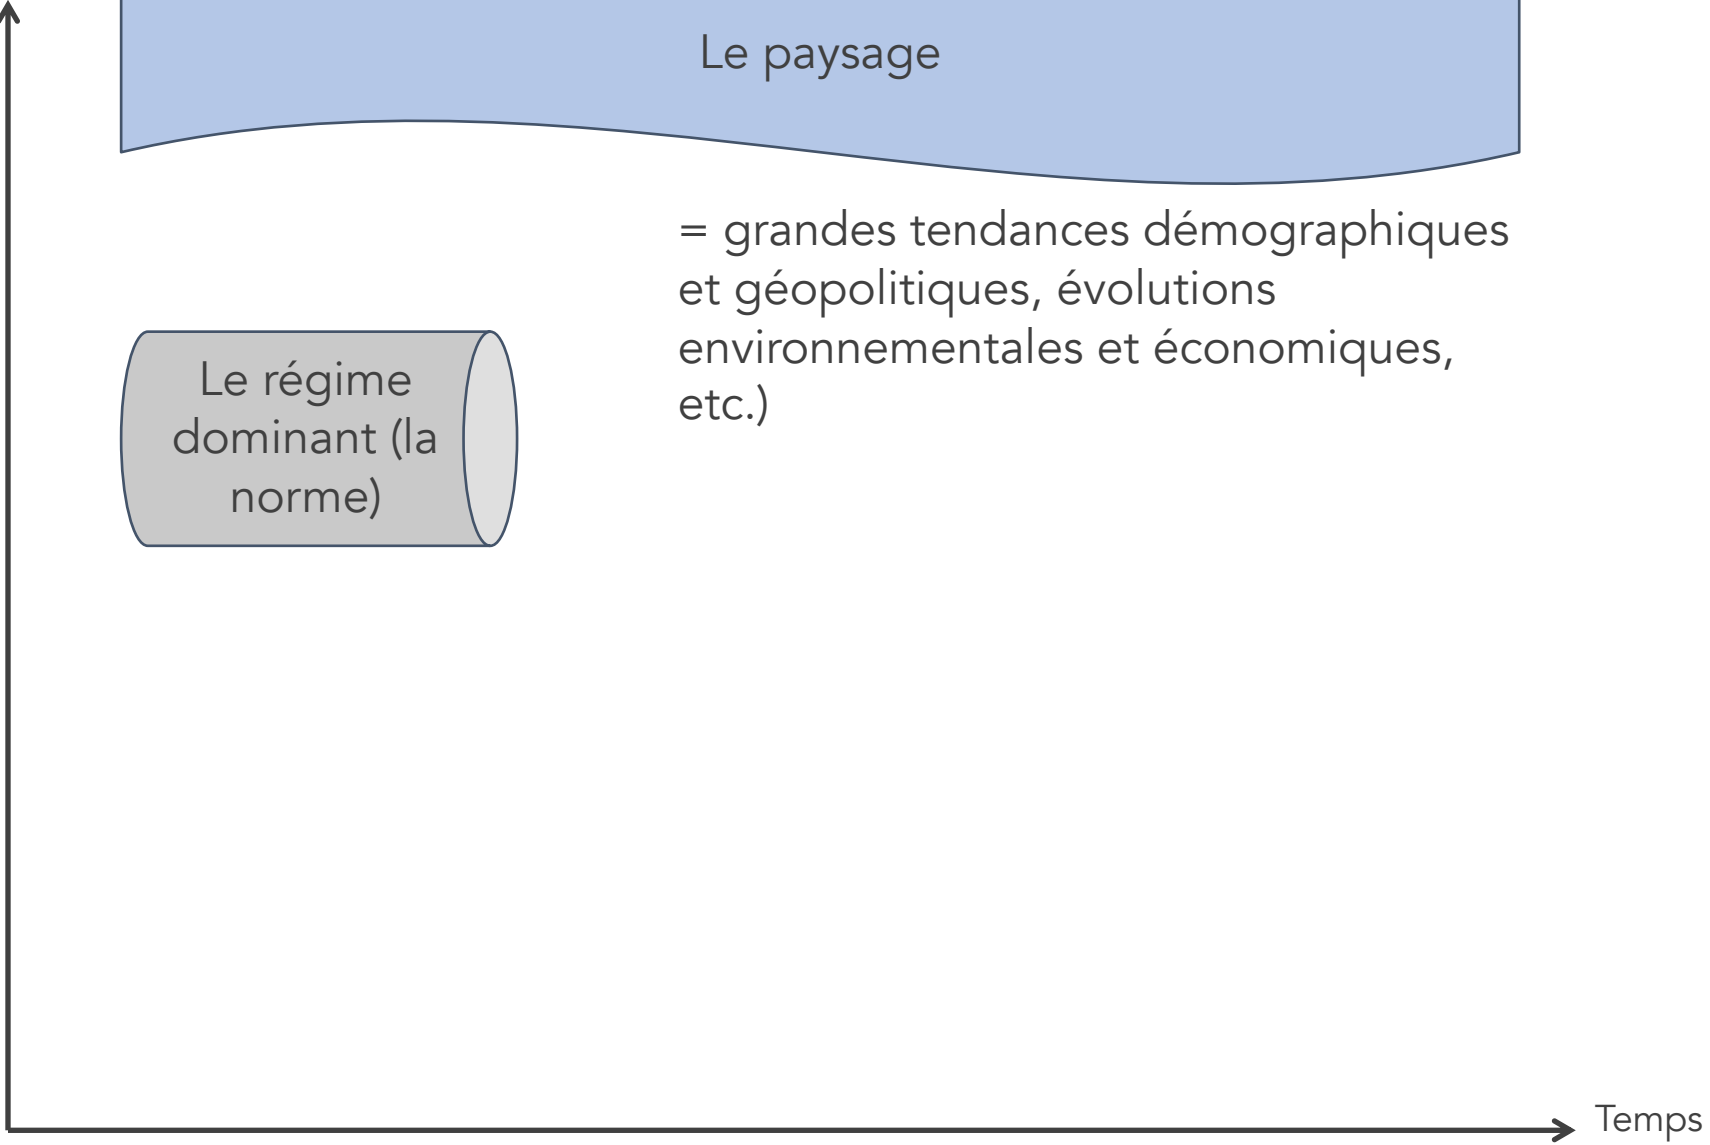 Le paysage
= grandes tendances démographiques
et géopolitiques, évolutions
environnementales et économiques,
etc.)
Le régime
dominant (la
norme)
Temps